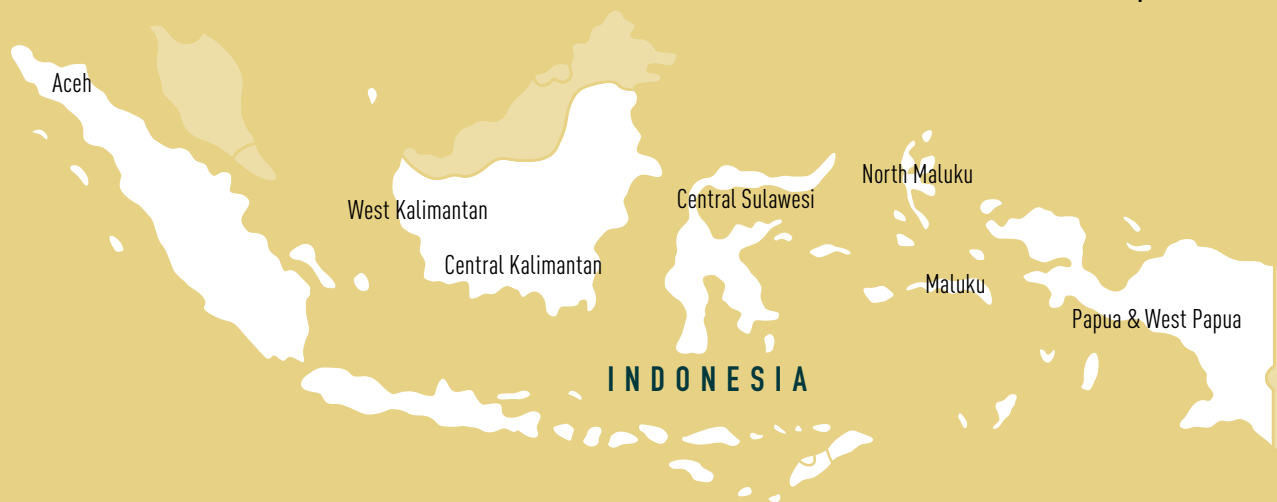 Aceh
North Maluku
Central Sulawesi
West Kalimantan
Central Kalimantan
Maluku
Papua & West Papua
INDONESIA